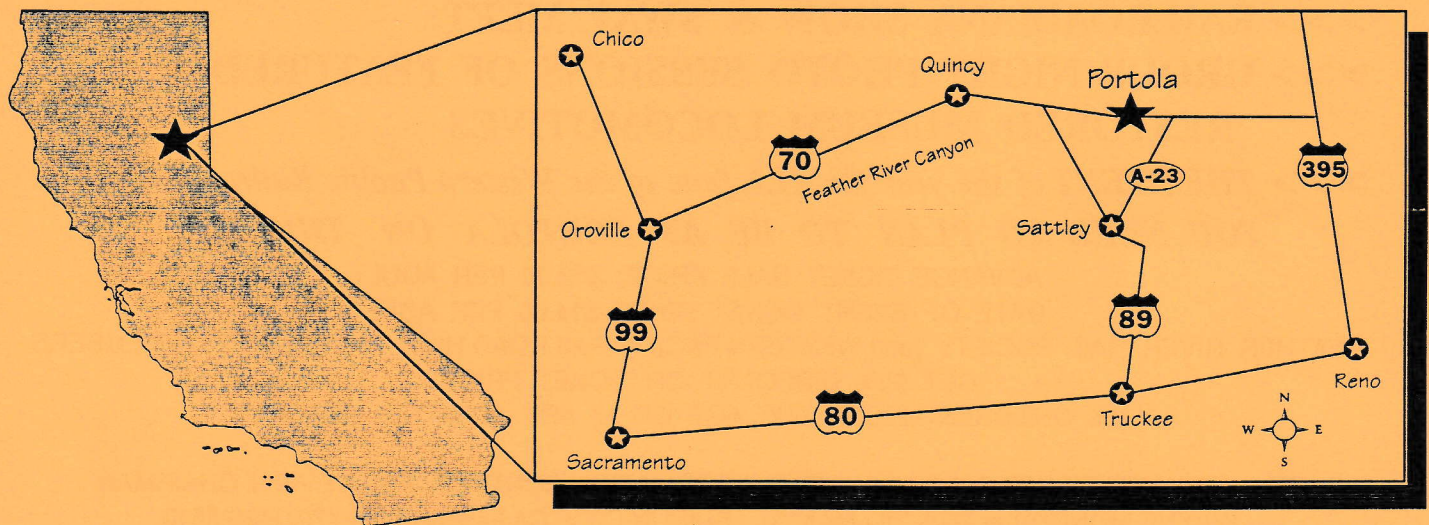 Chico
Quincy
Portola
70
Feather River Canyon
A-23
395
Oroville
Sattley
99
89
80
Reno
Truckee
Sacramento
N
W E
S